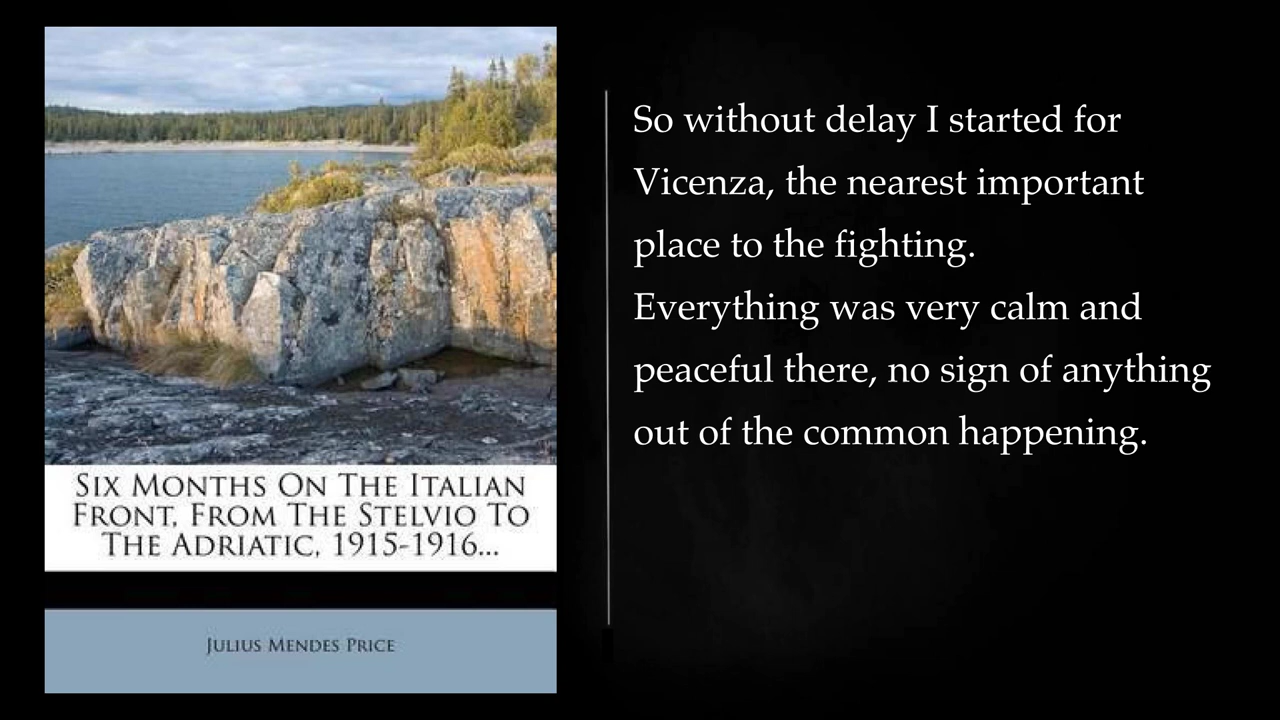 Six Months On The Italian
Front, From The Stelvio To
The Adriatic, 1915-1916...
Julius Mendes Price
So without delay I started for
Vicenza, the nearest important
place to the fighting.
Everything was very calm and
peaceful there, no sign of anything
out of the common happening.